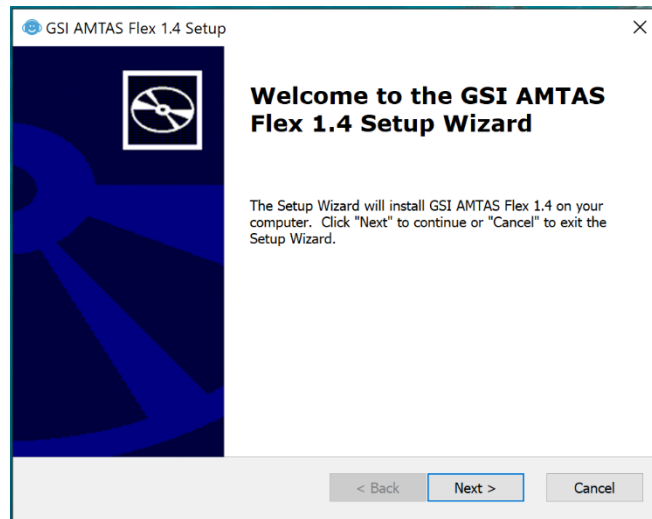 GSI AMTAS Flex 1.4 Setup
Welcome to the GSI AMTAS
Flex 1.4 Setup Wizard
The Setup Wizard will install GSI AMTAS Flex 1.4 on your
computer.  Click "Next" to continue or "Cancel" to exit the
Setup Wizard.
< Back
Next >
Cancel